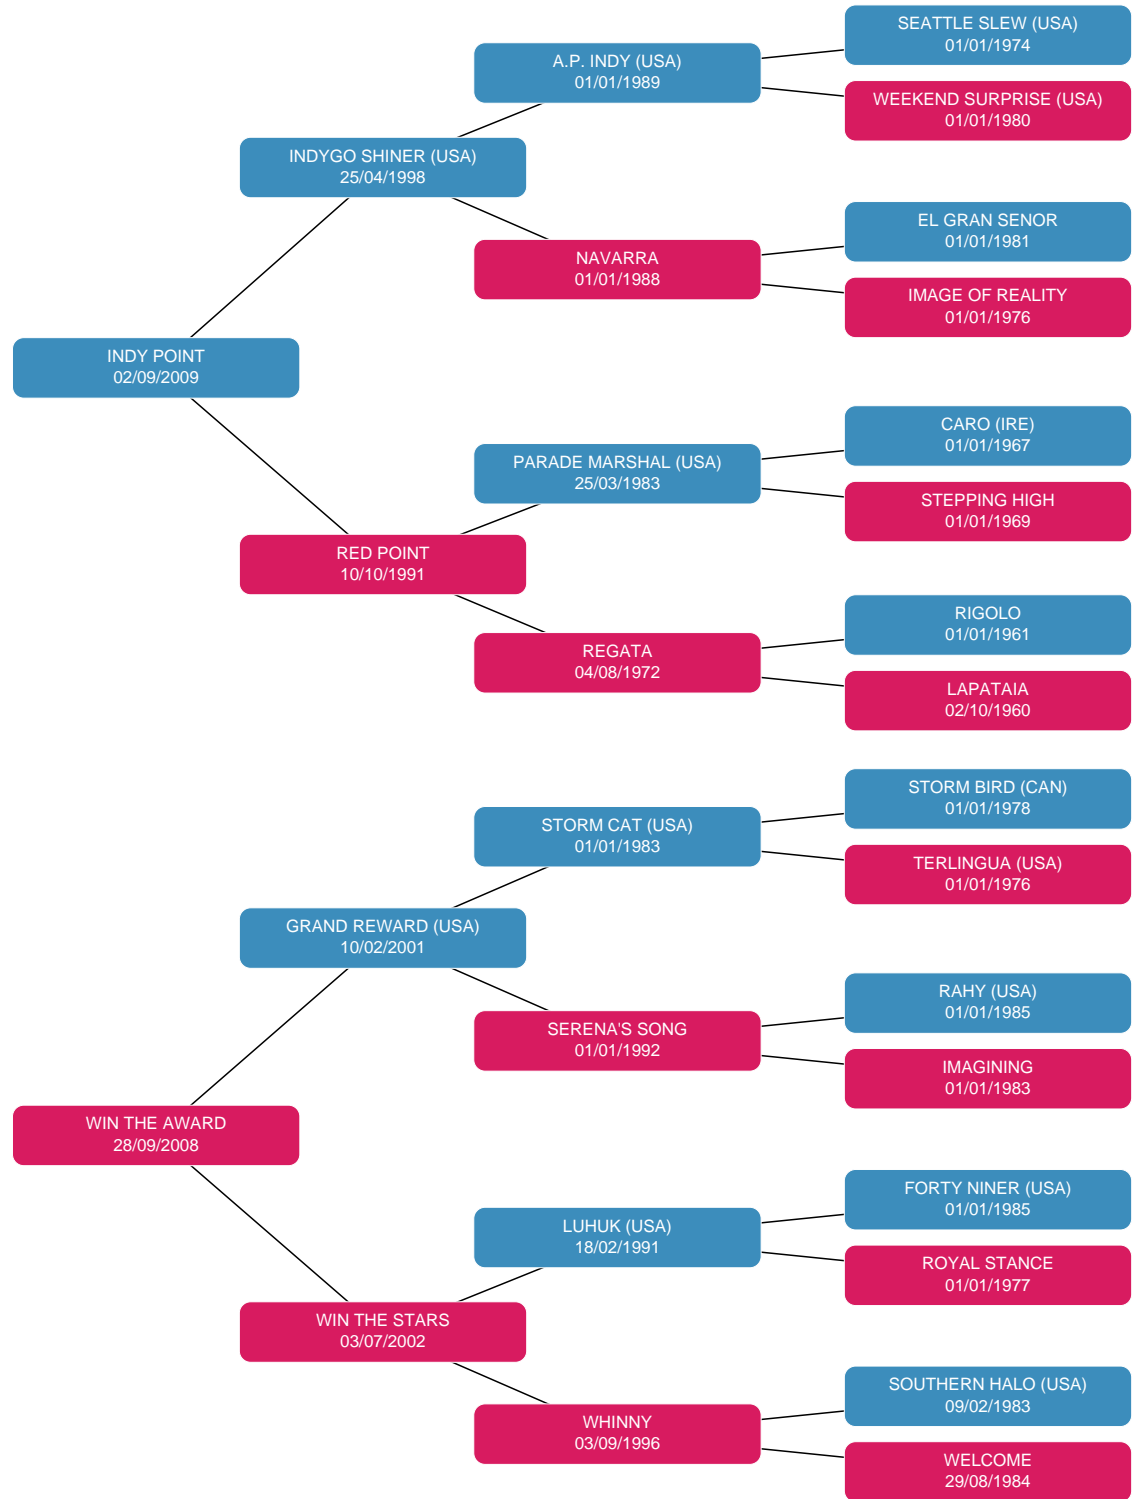 SEATTLE SLEW (USA)
01/01/1974
A.P. INDY (USA)
01/01/1989
WEEKEND SURPRISE (USA)
01/01/1980
INDYGO SHINER (USA)
25/04/1998
EL GRAN SENOR
01/01/1981
NAVARRA
01/01/1988
IMAGE OF REALITY
01/01/1976
INDY POINT
02/09/2009
CARO (IRE)
01/01/1967
PARADE MARSHAL (USA)
25/03/1983
STEPPING HIGH
01/01/1969
RED POINT
10/10/1991
RIGOLO
01/01/1961
REGATA
04/08/1972
LAPATAIA
02/10/1960
STORM BIRD (CAN)
01/01/1978
STORM CAT (USA)
01/01/1983
TERLINGUA (USA)
01/01/1976
GRAND REWARD (USA)
10/02/2001
RAHY (USA)
01/01/1985
SERENA'S SONG
01/01/1992
IMAGINING
01/01/1983
WIN THE AWARD
28/09/2008
FORTY NINER (USA)
01/01/1985
LUHUK (USA)
18/02/1991
ROYAL STANCE
01/01/1977
WIN THE STARS
03/07/2002
SOUTHERN HALO (USA)
09/02/1983
WHINNY
03/09/1996
WELCOME
29/08/1984